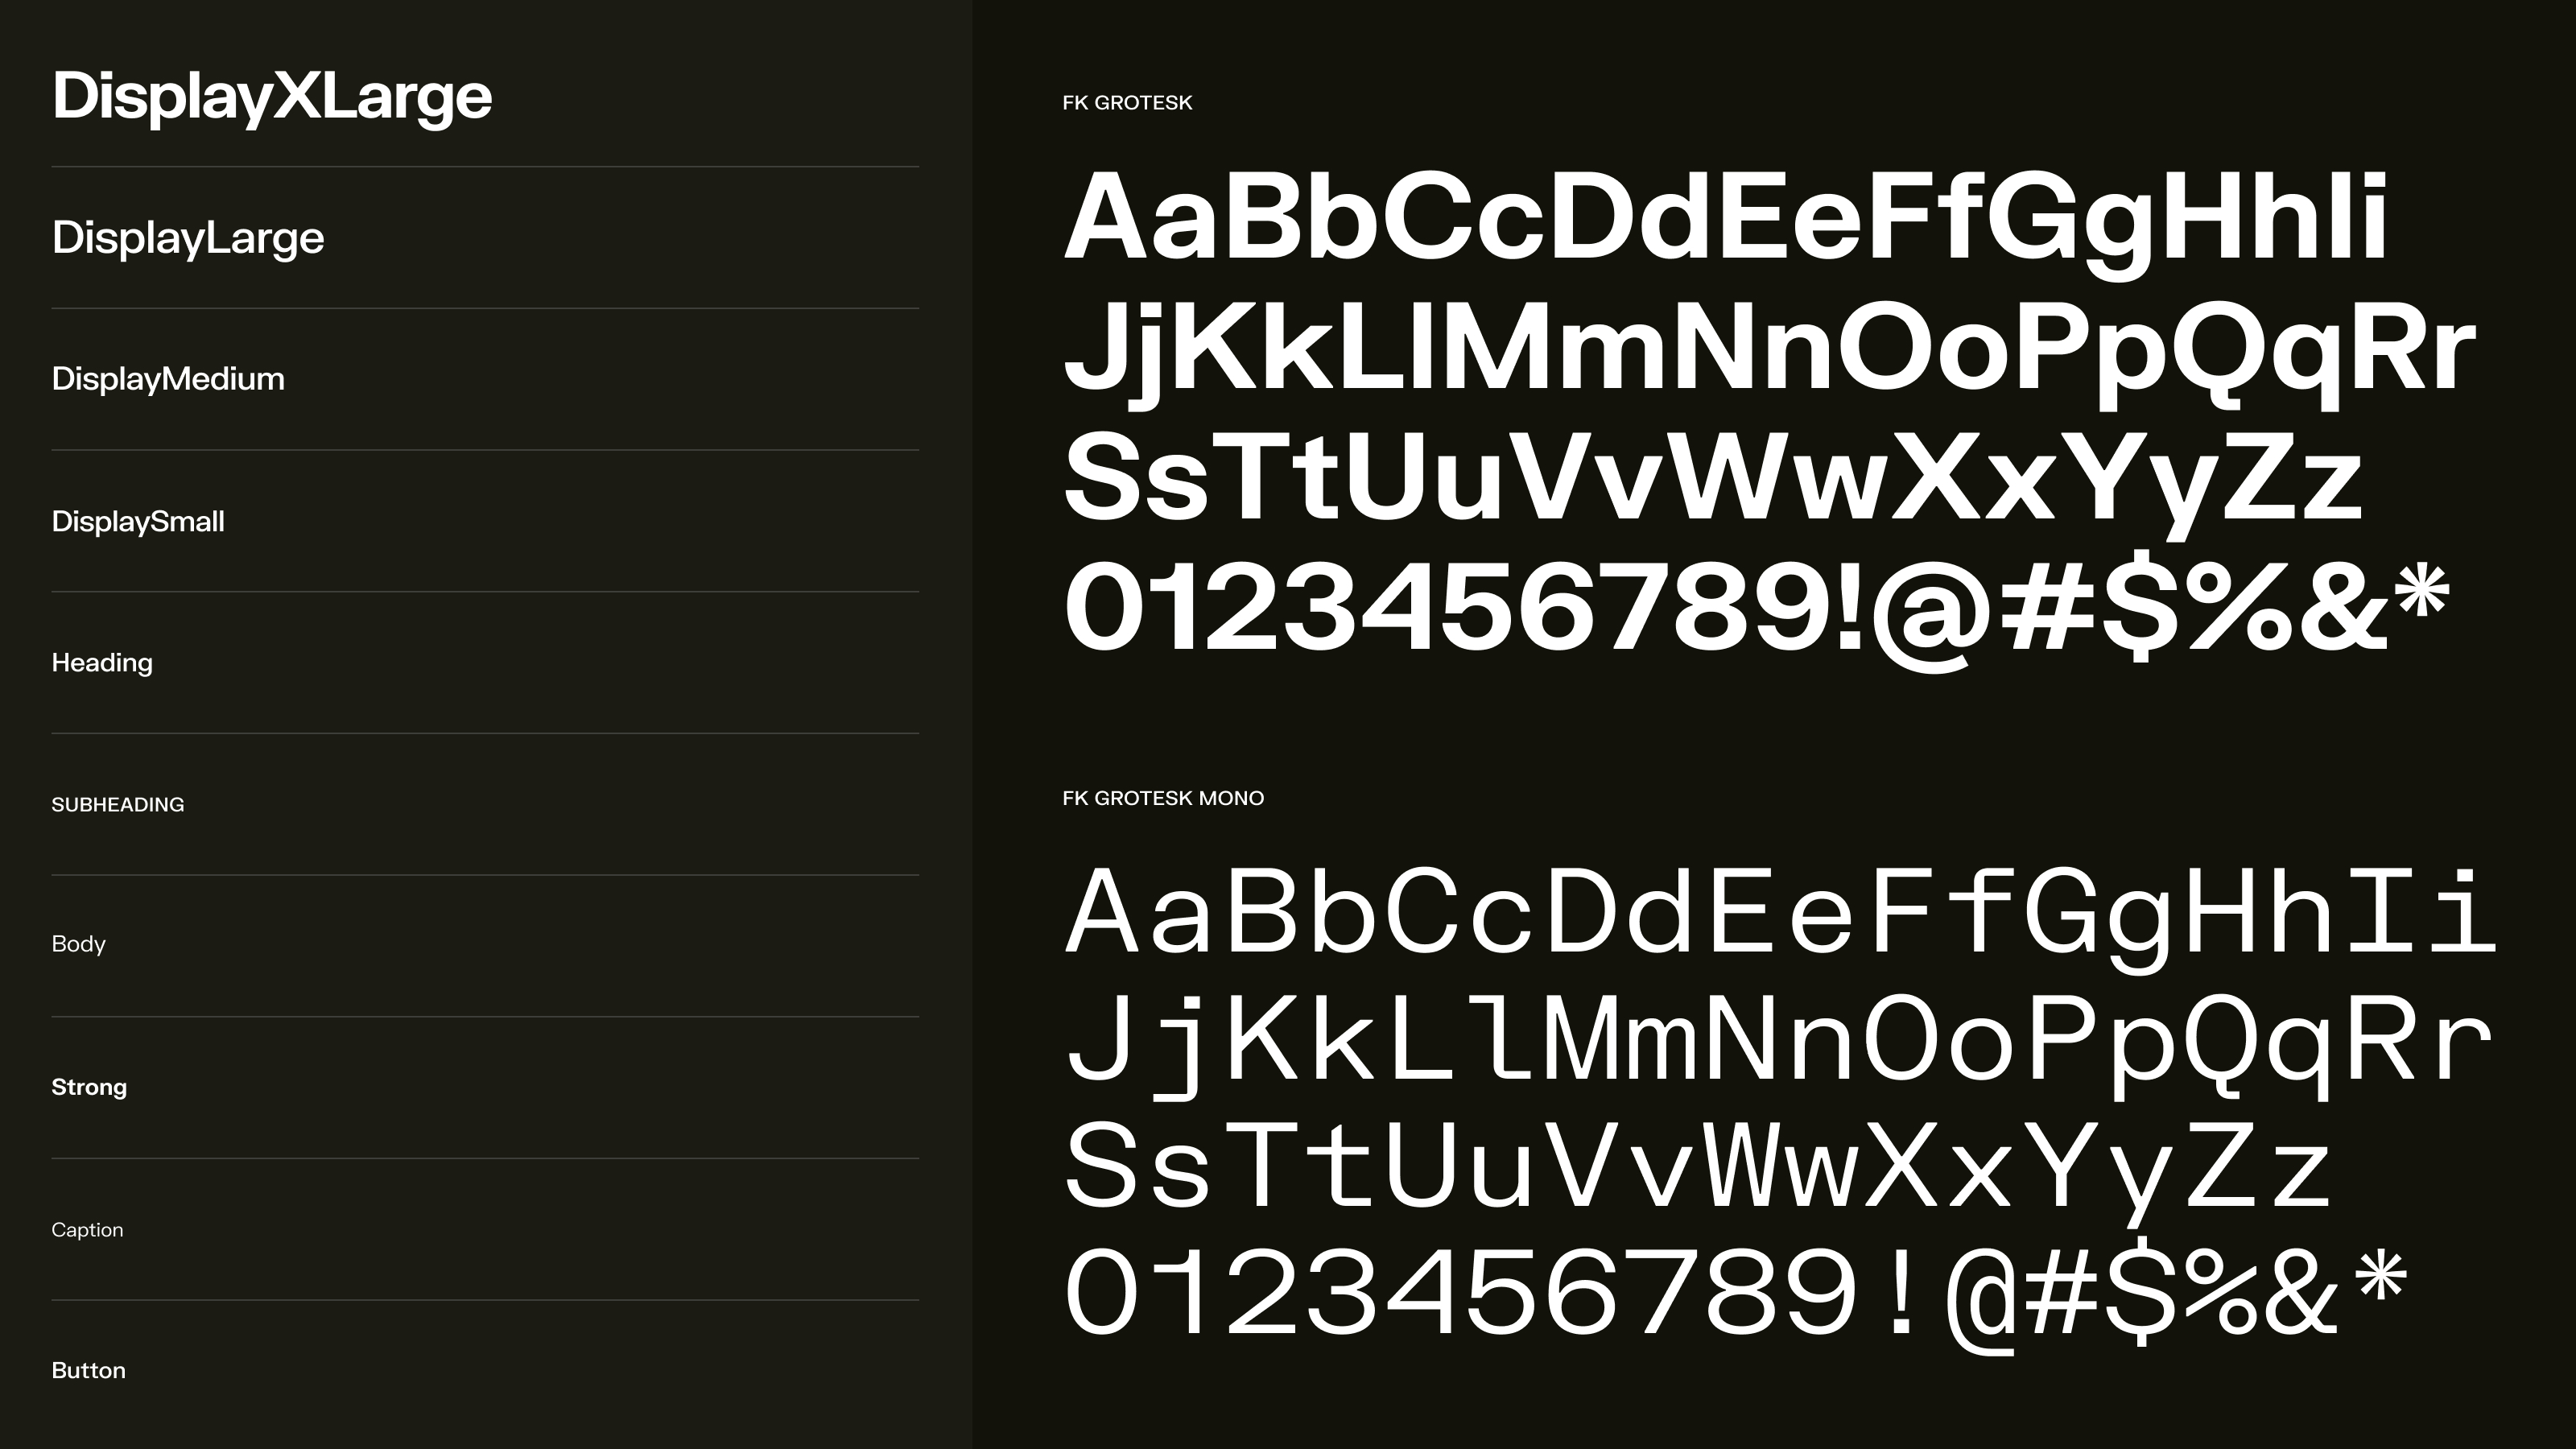 DisplayXLarge
DisplayLarge
DisplayMedium
DisplaySmall
Heading
SUBHEADING
Body
Strong
Caption
Button
FK GROTESK
AaBbCcDdEeFfGgHhIi
JjKkLlMmNnOoPpQqRr
SsTtUuVvWwXxYyZz
0123456789!@#$%&*
FK GROTESK MONO
AaBbCcDdEeFfGgHhIi
JjKkLlMmNnOoPpQqRr
SsTtUuVvWwXxYyZz
0123456789!@#$%&*